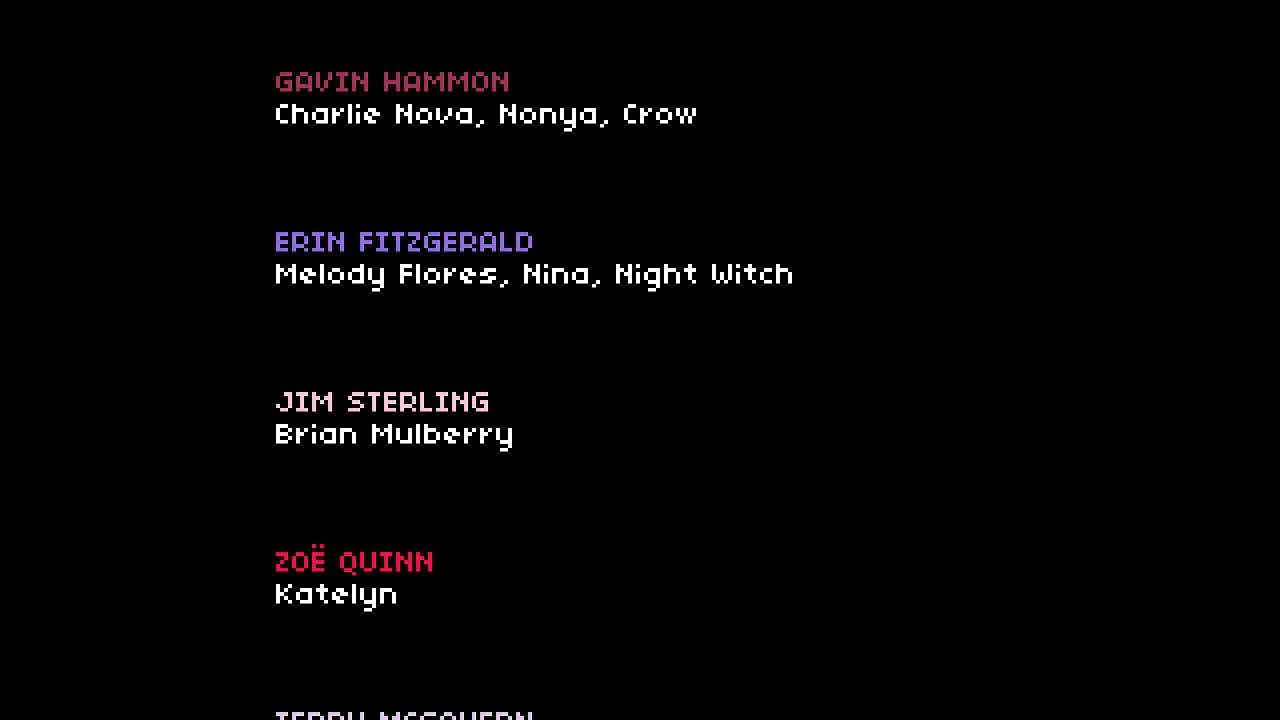 GAVIN HAMMON
Charlie Nova, Nonya, Crow
ERIN FITZGERALD
Melody Flores, Nina, Night Witch
JIM STERLING
Brian Mulberry
ZOË QUINN
Katelyn